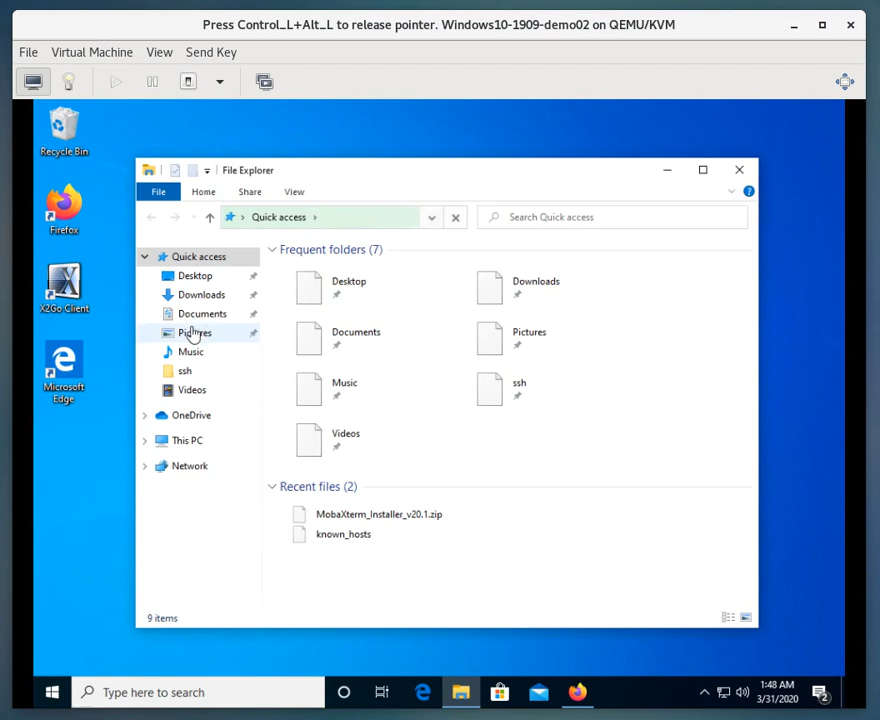 Press Control_L+Alt_L to release pointer. Windows10-1909-demo02 on QEMU/KVM
File Virtual Machine View Send Key
Recycle Bin
Firefox
X2Go Client
Microsoft Edge
File Explorer
File Home Share View
Quick access
Search Quick access
Quick access
Desktop
Downloads
Documents
Pictures
Music
ssh
Videos
OneDrive
This PC
Network
Frequent folders (7)
Desktop
Downloads
Documents
Pictures
Music
ssh
Videos
Recent files (2)
MobaXterm_Installer_v20.1.zip
known_hosts
9 items
Type here to search
1:48 AM
3/31/2020
2